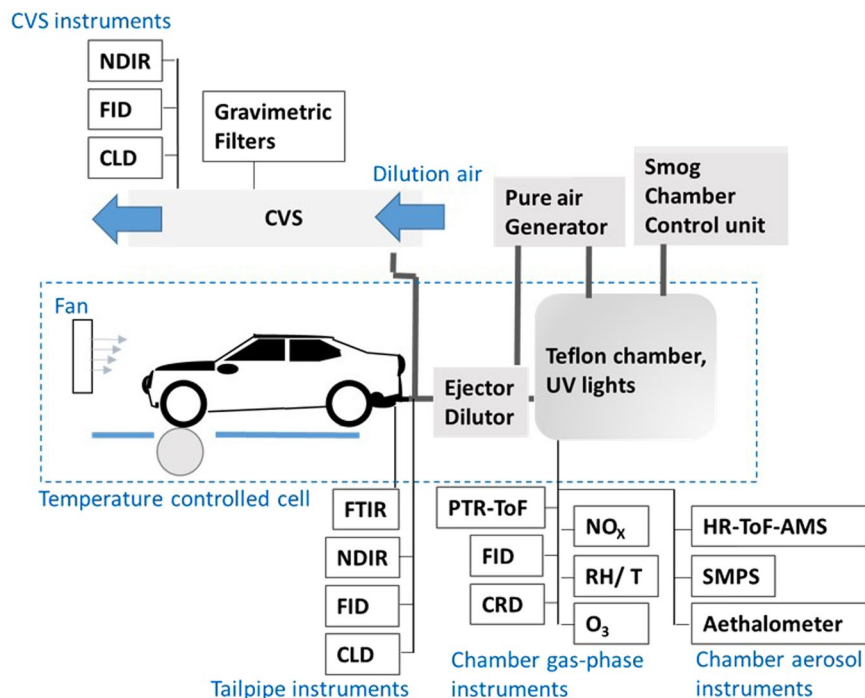 CVS instruments
NDIR
FID
CLD
Gravimetric
Filters
Dilution air
CVS
Pure air
Generator
Smog
Chamber
Control unit
Fan
Teflon chamber,
UV lights
Ejector
Dilutor
Temperature controlled cell
FTIR
NDIR
FID
CLD
Tailpipe instruments
PTR-ToF
FID
CRD
NOX
RH/ T
O3
Chamber gas-phase
instruments
HR-ToF-AMS
SMPS
Aethalometer
Chamber aerosol
instruments